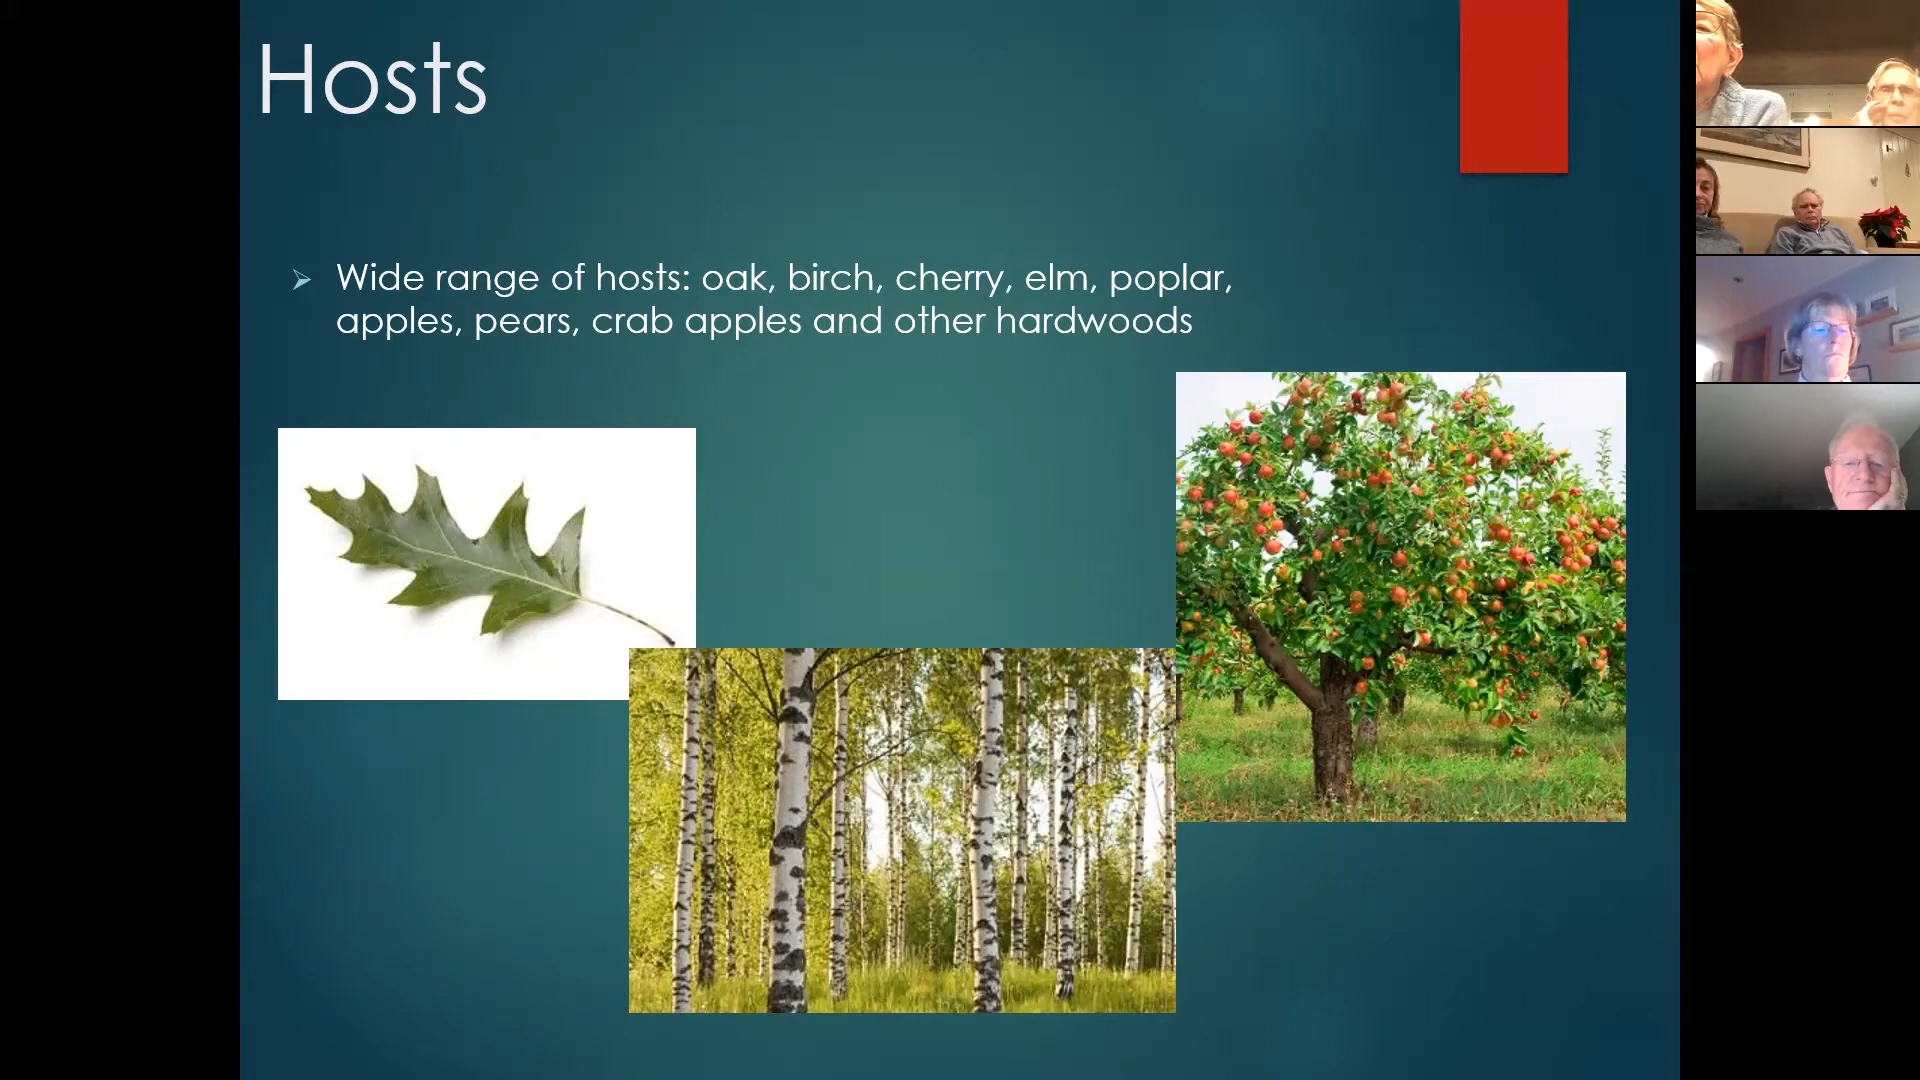 Hosts
Wide range of hosts: oak, birch, cherry, elm, poplar,
apples, pears, crab apples and other hardwoods